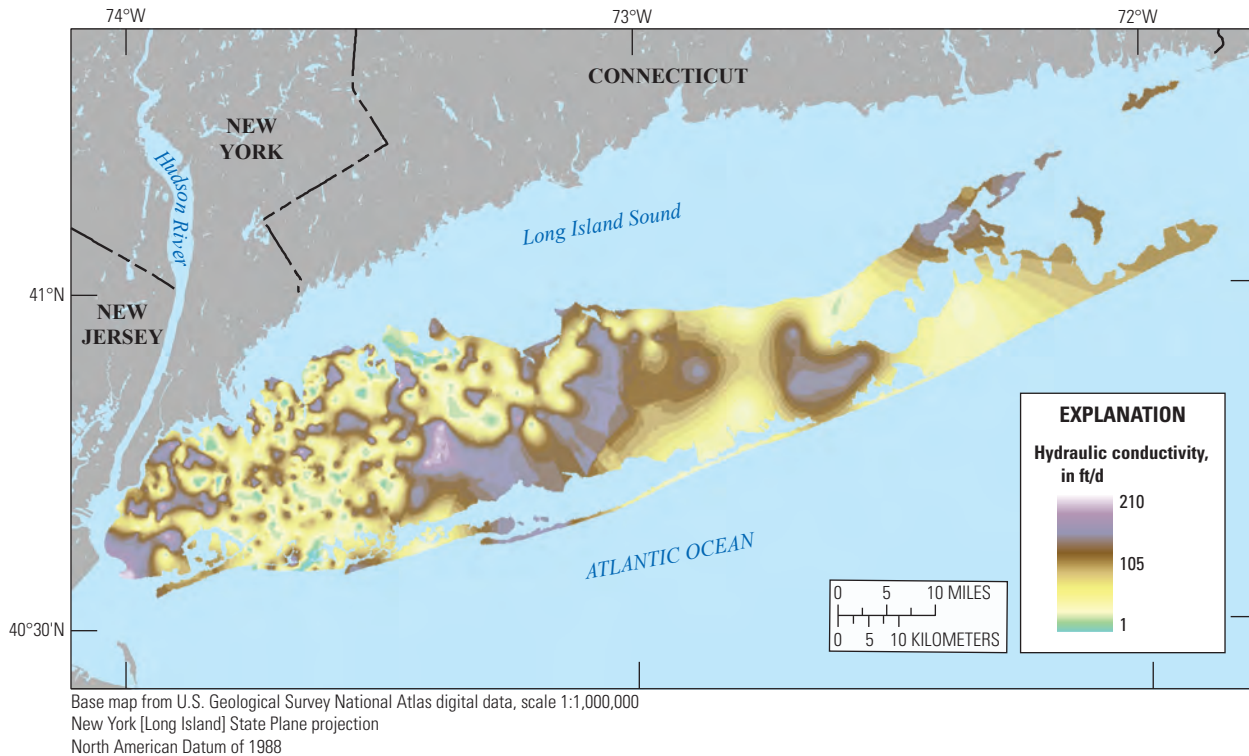 74°W
73°W
72°W
CONNECTICUT
NEW
YORK
Hudson River
Long Island Sound
41°N
NEW
JERSEY
EXPLANATION
Hydraulic conductivity,
in ft/d
210
105
1
ATLANTIC OCEAN
0 5 10 MILES
0 5 10 KILOMETERS
40°30'N
Base map from U.S. Geological Survey National Atlas digital data, scale 1:1,000,000
New York [Long Island] State Plane projection
North American Datum of 1988